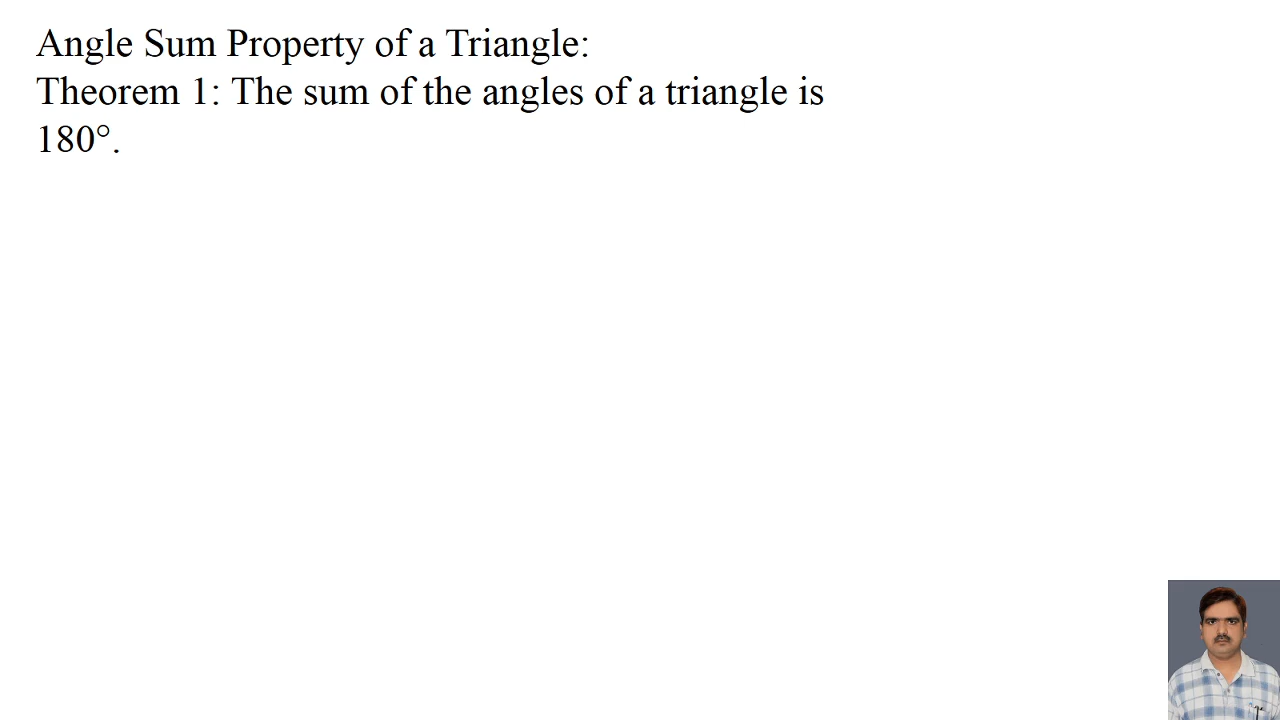 Angle Sum Property of a Triangle:
Theorem 1: The sum of the angles of a triangle is
180°.